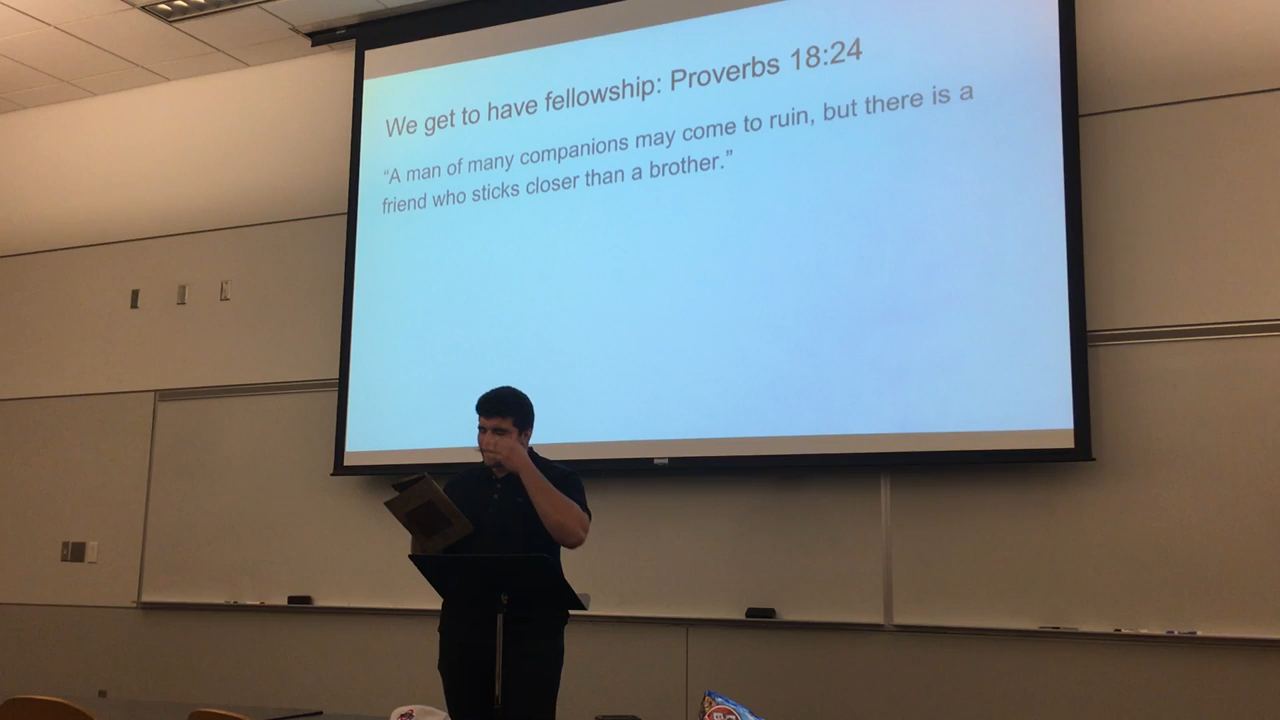 We get to have fellowship: Proverbs 18:24
“A man of many companions may come to ruin, but there is a
friend who sticks closer than a brother.”